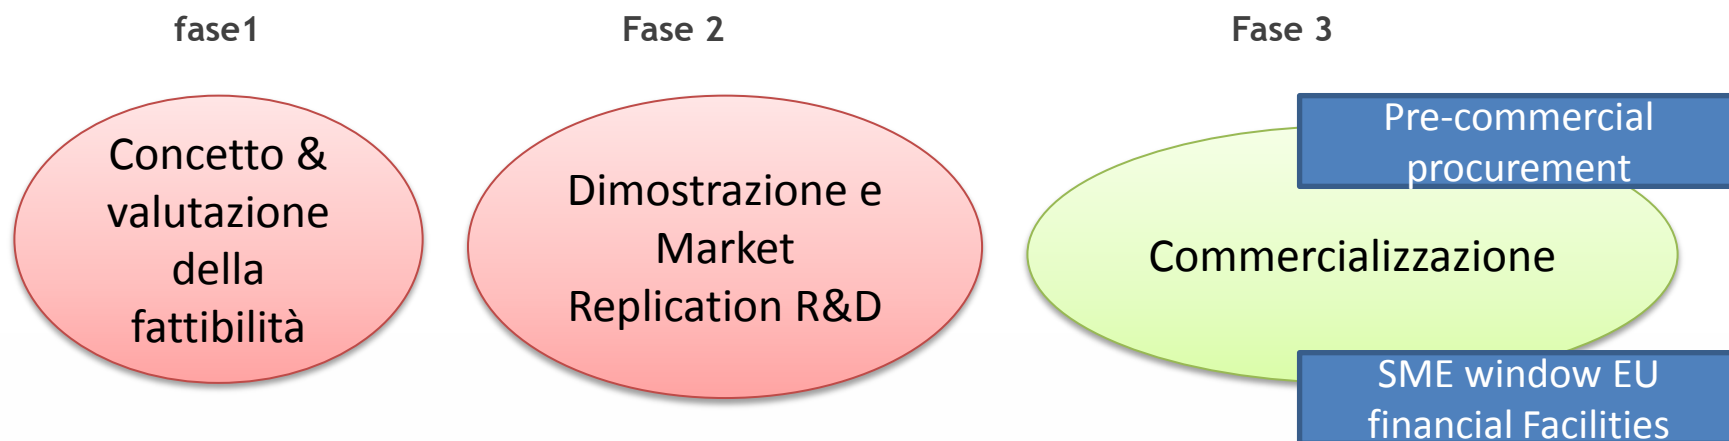 fase1
Fase 2
Fase 3
Concetto &
valutazione
della
fattibilità
Dimostrazione e
Market
Replication R&D
Commercializzazione
Pre-commercial
procurement
SME window EU
financial Facilities